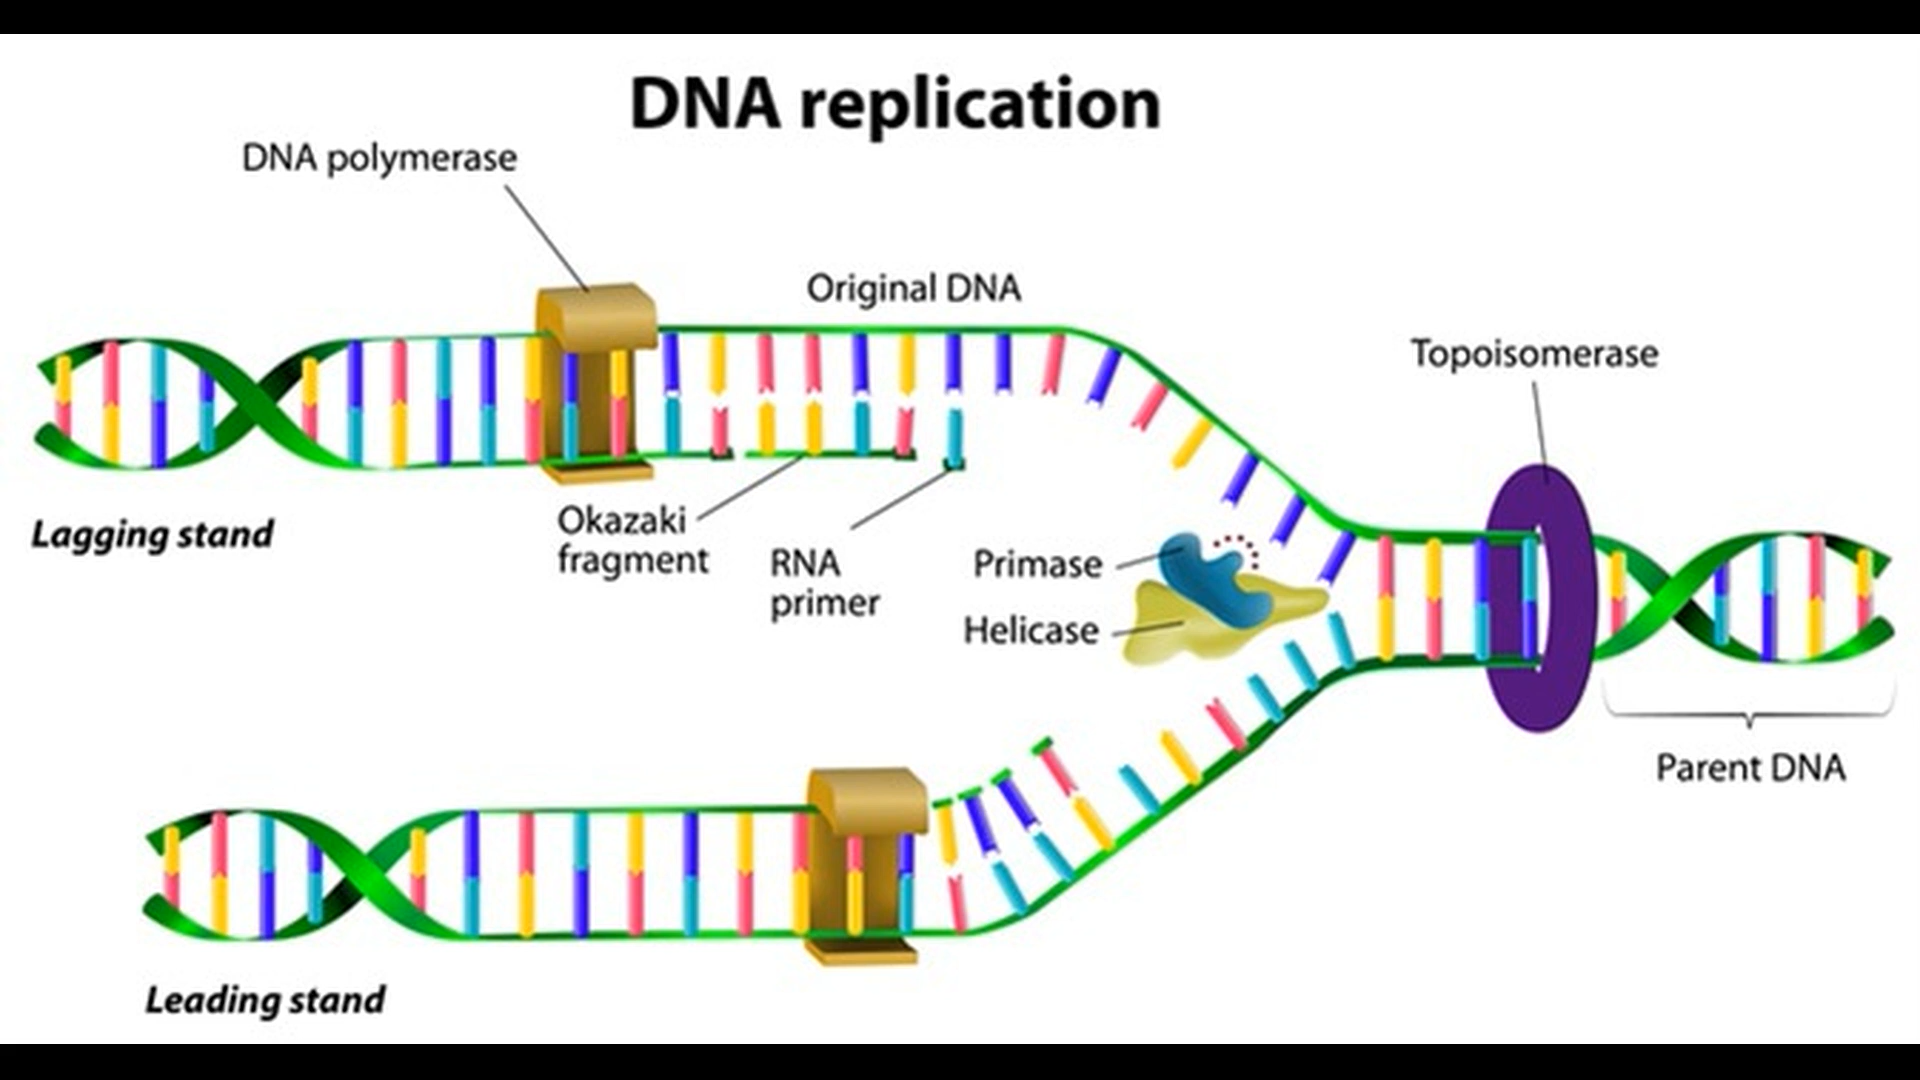 DNA replication
DNA polymerase
Original DNA
Topoisomerase
Lagging stand
Okazaki
fragment
RNA
primer
Primase
Helicase
Parent DNA
Leading stand